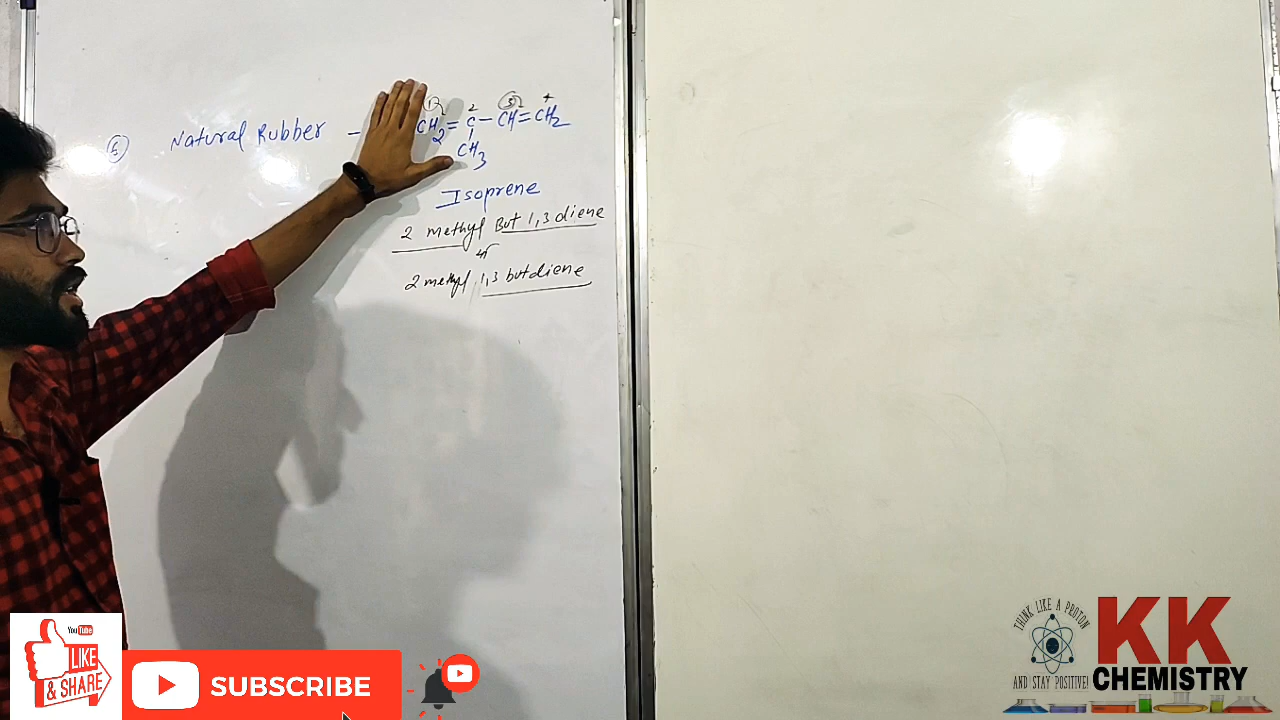 5 Natural Rubber – CH2 = C – CH = CH2
1 2 3 4
CH3
Isoprene
2 methyl But 1,3 diene
or
2 methyl 1,3 butdiene
YouTube
LIKE
& SHARE
SUBSCRIBE
THINK LIKE A PROTON
AND STAY POSITIVE!
KK
CHEMISTRY